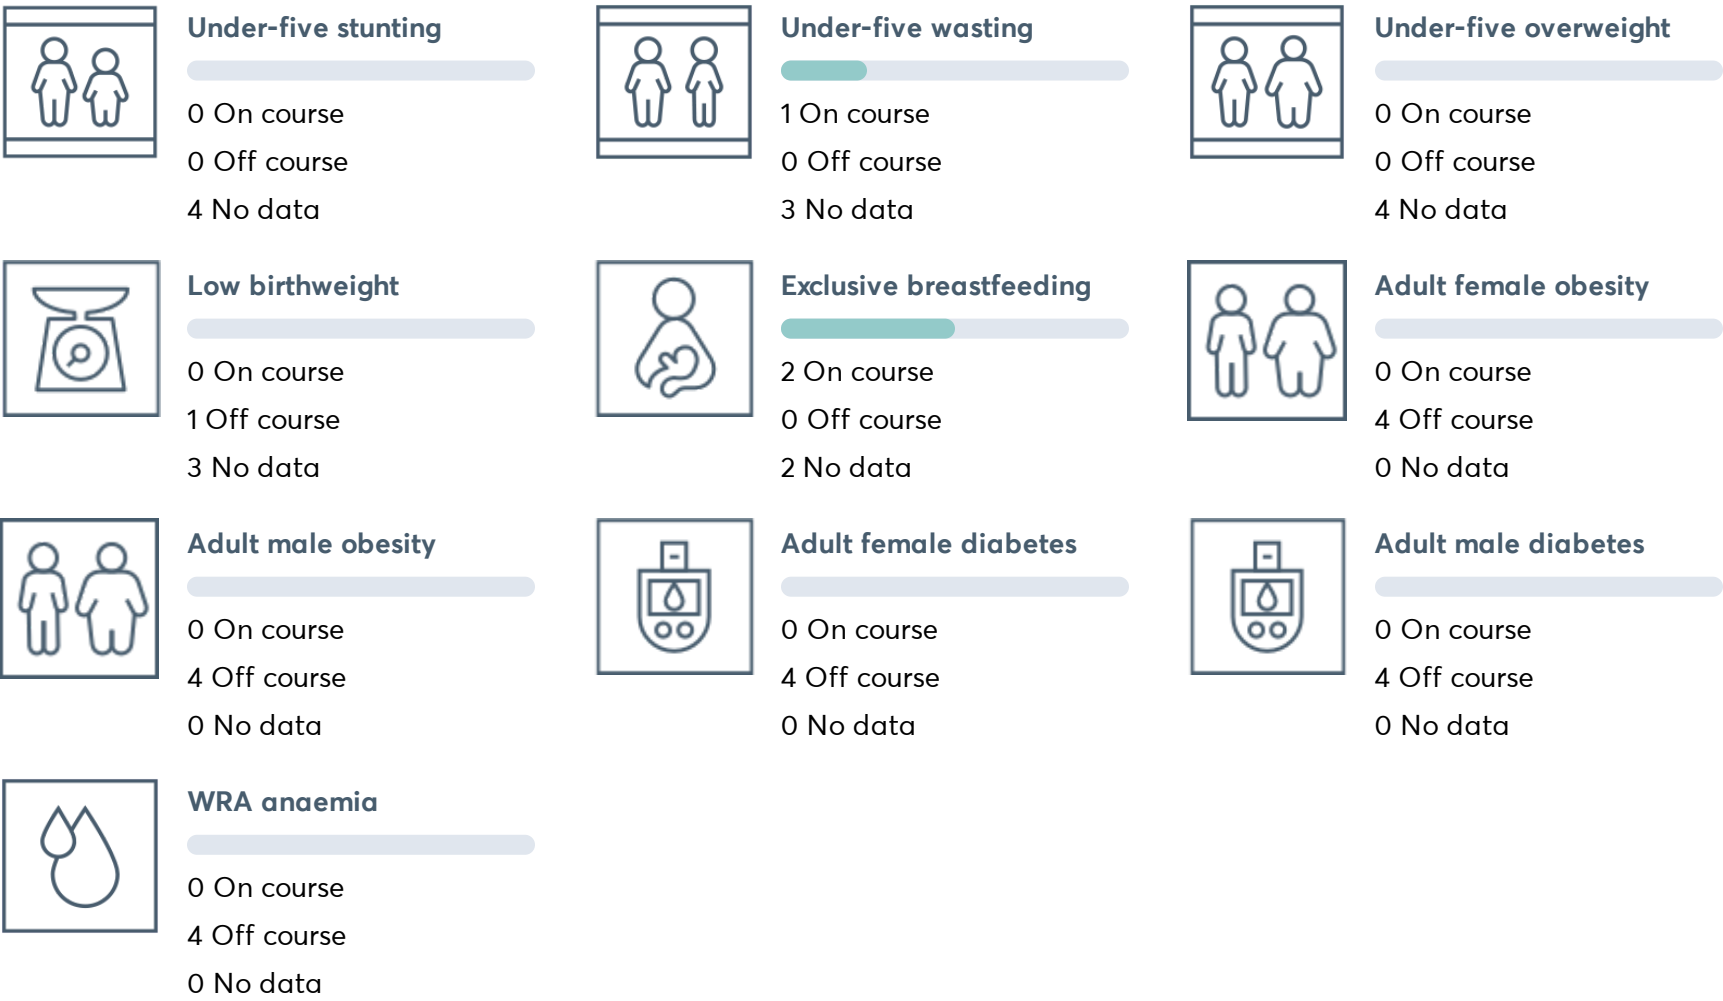 Under-five stunting
0 On course
0 Off course
4 No data
Under-five wasting
1 On course
0 Off course
3 No data
Under-five overweight
0 On course
0 Off course
4 No data
Low birthweight
0 On course
1 Off course
3 No data
Exclusive breastfeeding
2 On course
0 Off course
2 No data
Adult female obesity
0 On course
4 Off course
0 No data
Adult male obesity
0 On course
4 Off course
0 No data
Adult female diabetes
0 On course
4 Off course
0 No data
Adult male diabetes
0 On course
4 Off course
0 No data
WRA anaemia
0 On course
4 Off course
0 No data